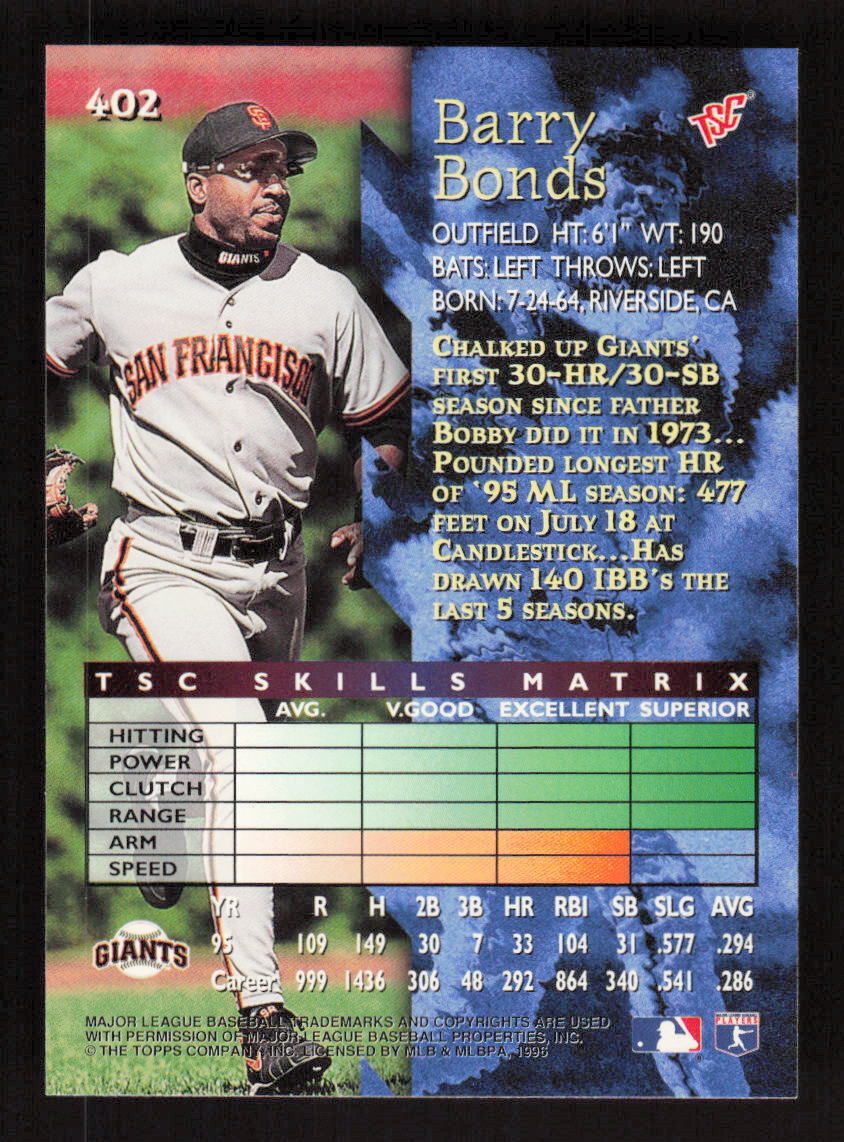 402
SF
GIANTS
SAN FRANCISCO
Barry
Bonds
TSC®
OUTFIELD HT: 6'1" WT: 190
BATS: LEFT THROWS: LEFT
BORN: 7-24-64, RIVERSIDE, CA
CHALKED UP GIANTS'
FIRST 30-HR/30-SB
SEASON SINCE FATHER
BOBBY DID IT IN 1973...
POUNDED LONGEST HR
OF '95 ML SEASON: 477
FEET ON JULY 18 AT
CANDLESTICK...HAS
DRAWN 140 IBB'S THE
LAST 5 SEASONS.
TSC SKILLS MATRIX
AVG. V.GOOD EXCELLENT SUPERIOR
HITTING
POWER
CLUTCH
RANGE
ARM
SPEED
YR R H 2B 3B HR RBI SB SLG AVG
95 109 149 30 7 33 104 31 .577 .294
Career 999 1436 306 48 292 864 340 .541 .286
GIANTS
MAJOR LEAGUE BASEBALL TRADEMARKS AND COPYRIGHTS ARE USED
WITH PERMISSION OF MAJOR LEAGUE BASEBALL PROPERTIES, INC.
© THE TOPPS COMPANY, INC. LICENSED BY MLB & MLBPA, 1996
PLAYERS